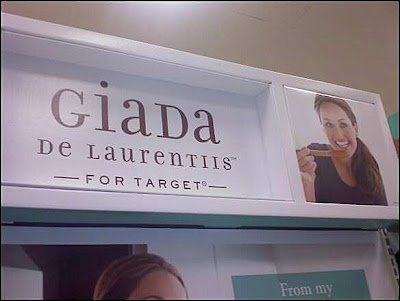 GiaDa
DE LaURENTIIS™
FOR TARGET®
From my